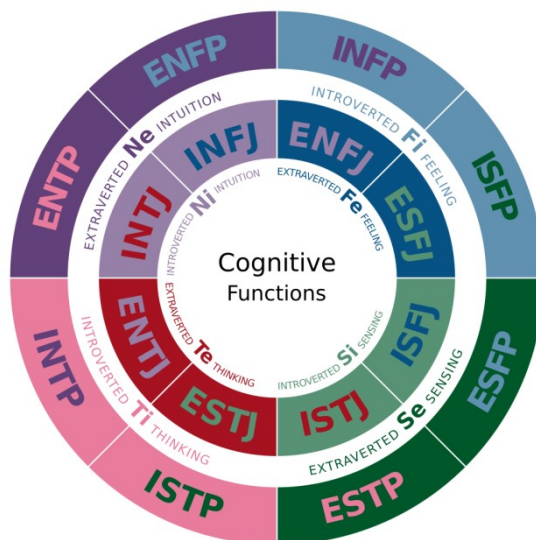 ENFP
INFP
ENTP
ISFP
EXTRAVERTED Ne INTUITION
INTROVERTED Fi FEELING
INFJ
ENFJ
INTJ
ESFJ
INTROVERTED Ni INTUITION
EXTRAVERTED Fe FEELING
Cognitive
Functions
EXTRAVERTED Te THINKING
INTROVERTED Si SENSING
ENTJ
ISFJ
ESTJ
ISTJ
INTROVERTED Ti THINKING
EXTRAVERTED Se SENSING
INTP
ESFP
ISTP
ESTP